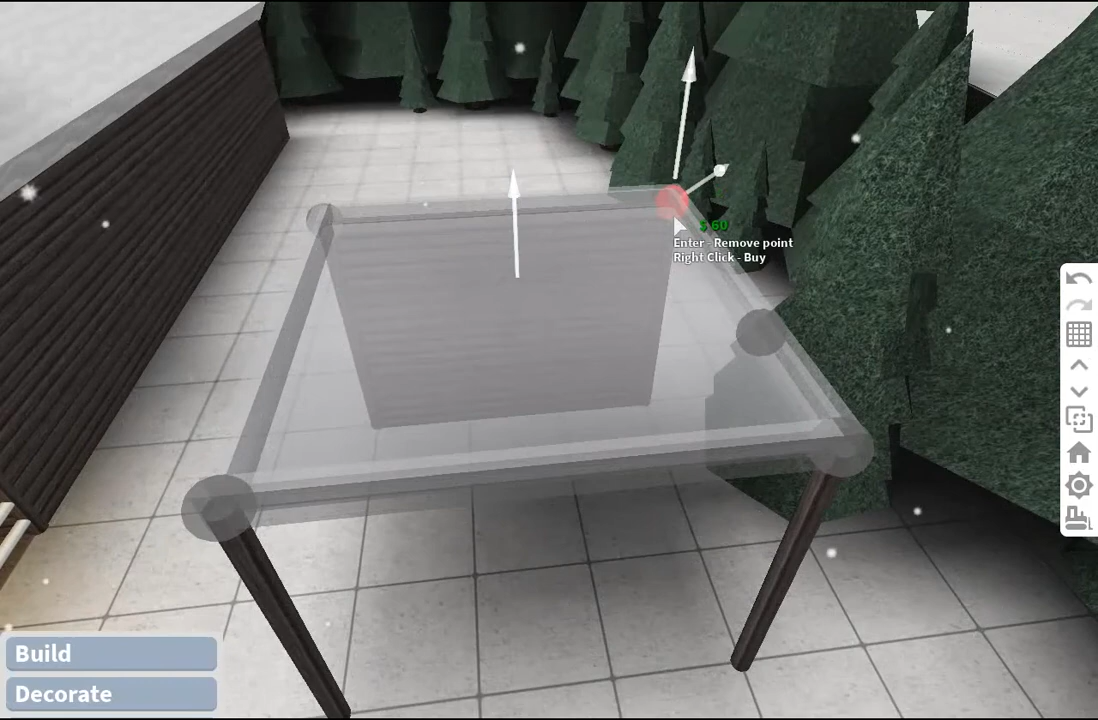 $ 60
Enter - Remove point
Right Click - Buy
Build
Decorate